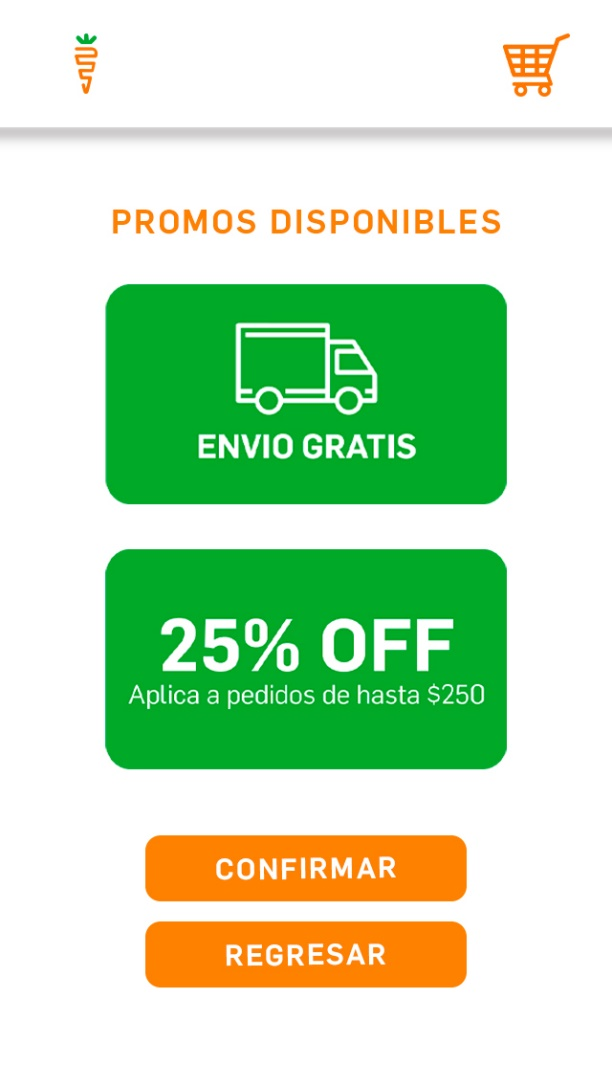 PROMOS DISPONIBLES
ENVIO GRATIS
25% OFF
Aplica a pedidos de hasta $250
CONFIRMAR
REGRESAR